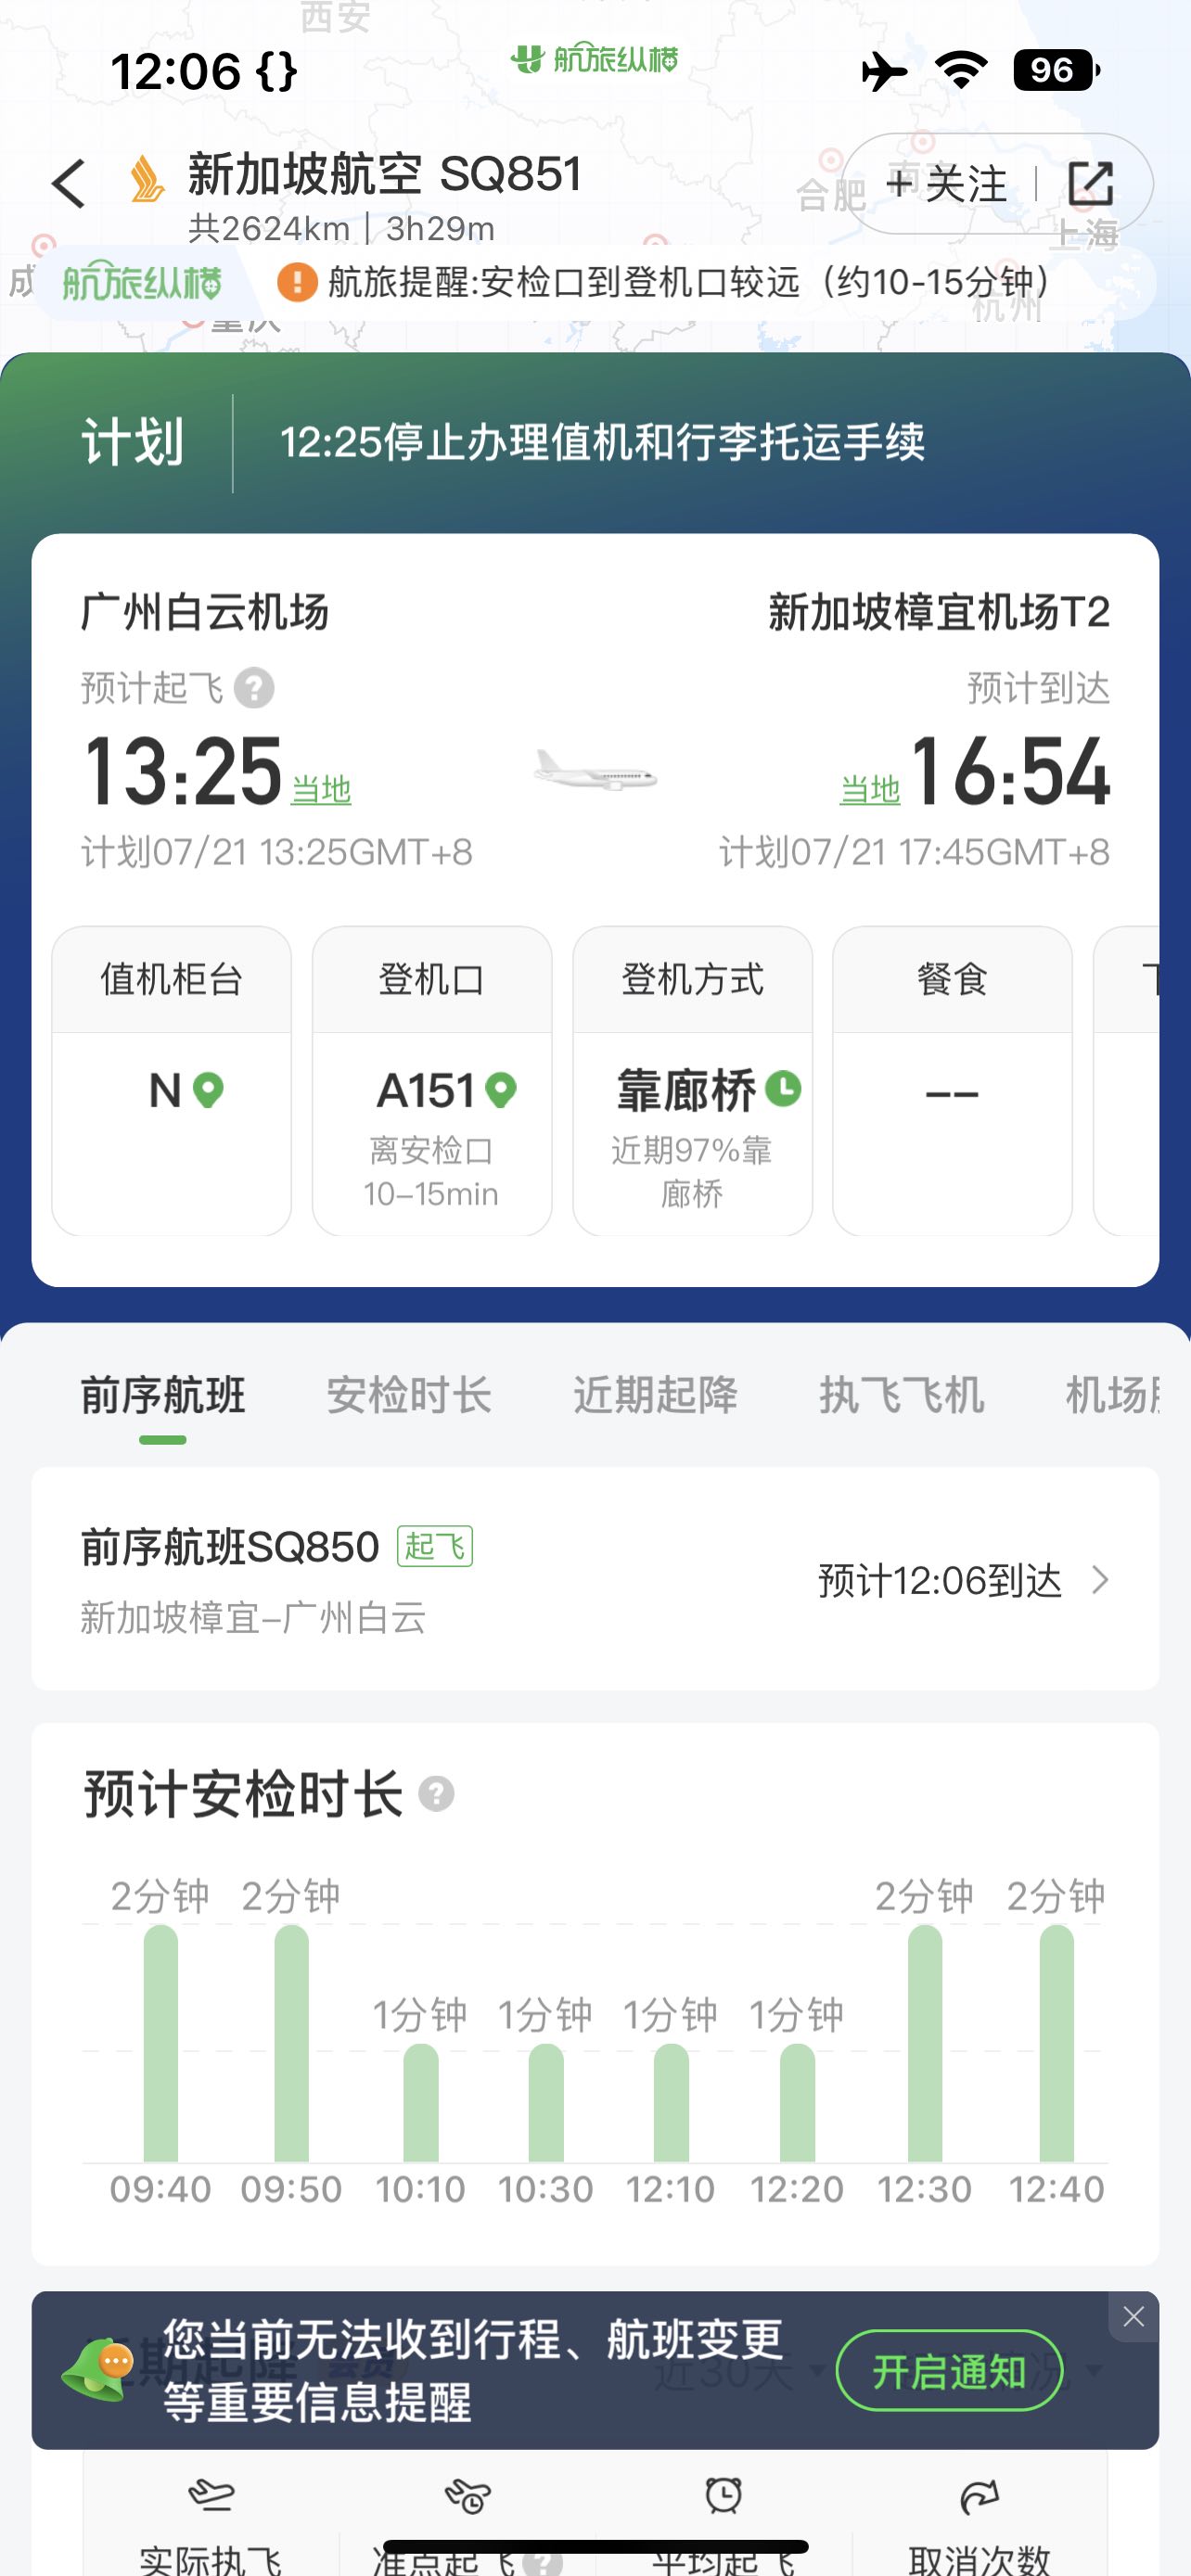 西安
12:06 {}
航旅纵横
96
新加坡航空 SQ851
共2624km | 3h29m
合肥
南京
+ 关注
上海
成
航旅纵横
! 航旅提醒:安检口到登机口较远（约10-15分钟）
杭州
重庆
计划
12:25停止办理值机和行李托运手续
广州白云机场
新加坡樟宜机场T2
预计起飞 ?
预计到达
13:25 当地
当地 16:54
计划07/21 13:25GMT+8
计划07/21 17:45GMT+8
值机柜台
登机口
登机方式
餐食
N
A151
靠廊桥
--
离安检口
10-15min
近期97%靠
廊桥
前序航班
安检时长
近期起降
执飞飞机
机场
前序航班SQ850 起飞
预计12:06到达
新加坡樟宜-广州白云
预计安检时长 ?
2分钟 2分钟 1分钟 1分钟 1分钟 1分钟 2分钟 2分钟
09:40 09:50 10:10 10:30 12:10 12:20 12:30 12:40
您当前无法收到行程、航班变更
等重要信息提醒
开启通知
近30天
实际执飞
准点起飞 ?
平均起飞
取消次数